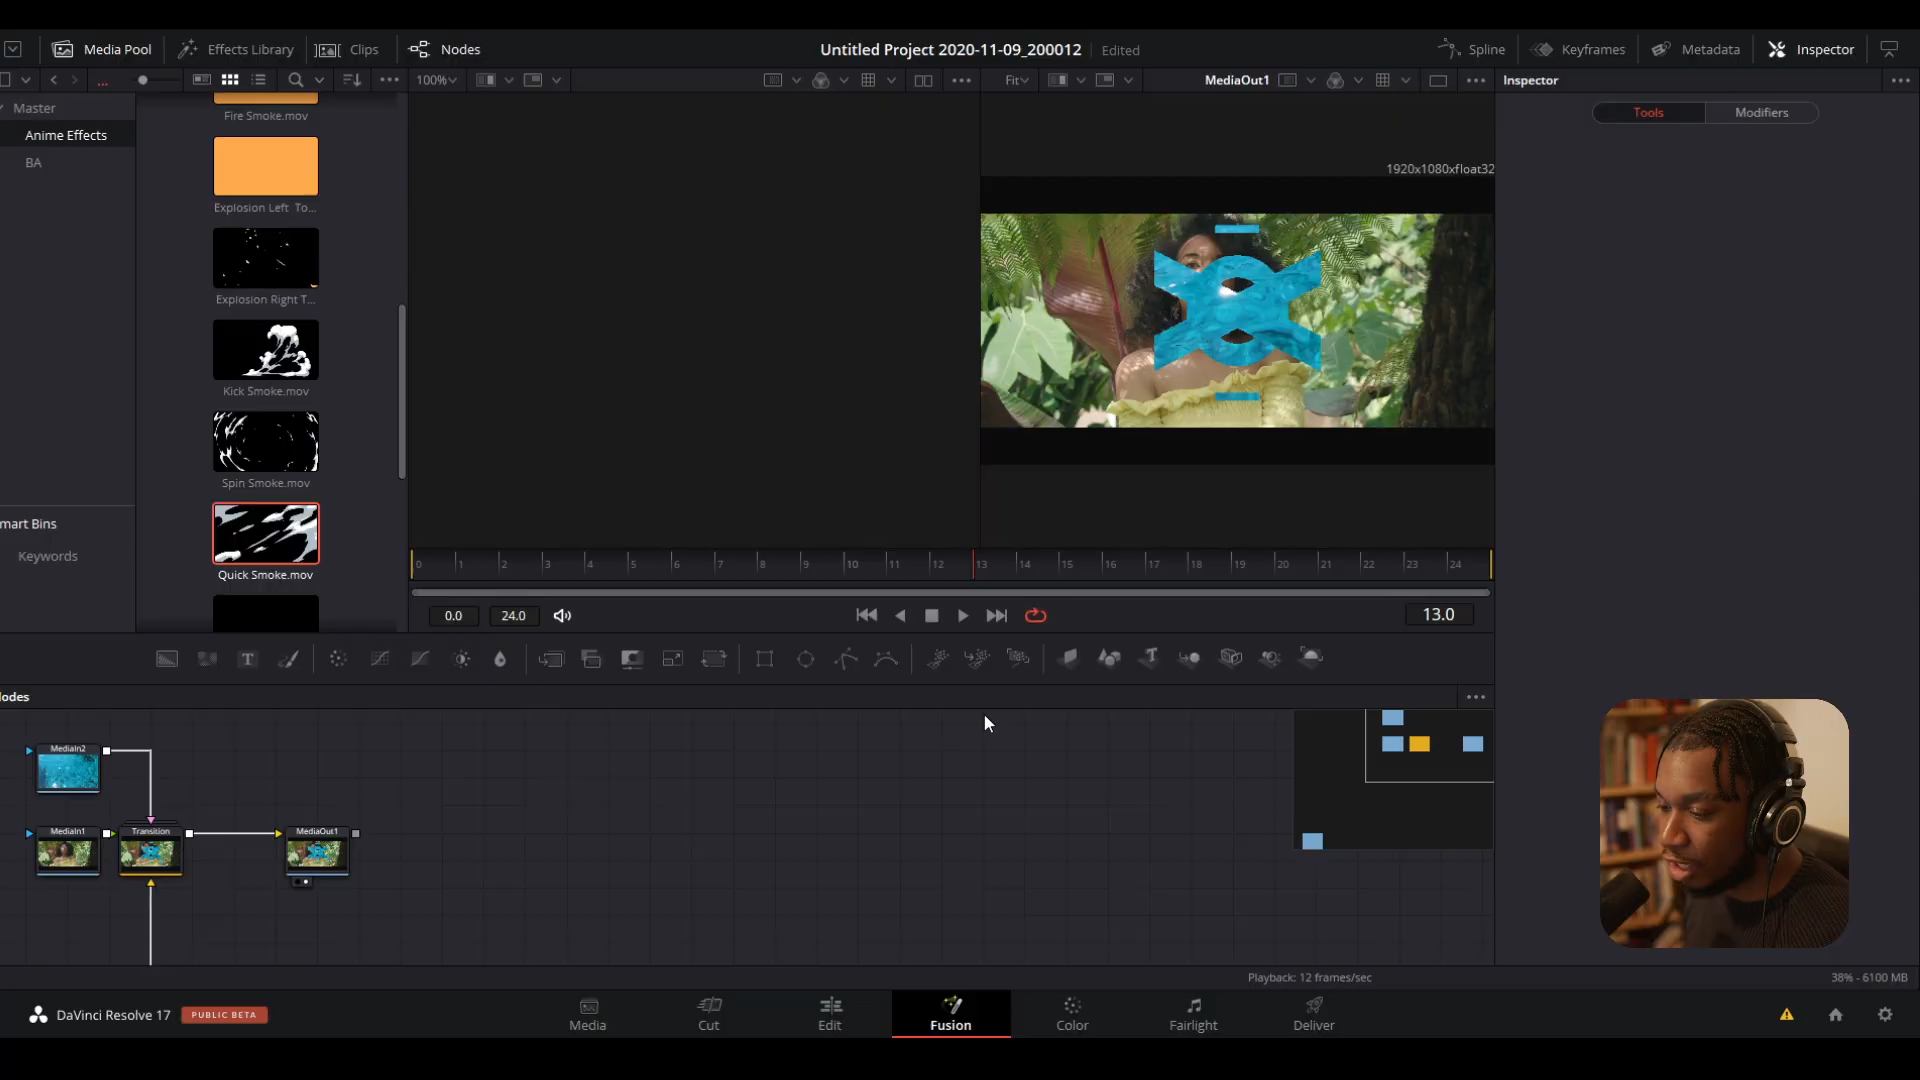 Media Pool
Effects Library
Clips
Nodes
Untitled Project 2020-11-09_200012
Edited
Spline
Keyframes
Metadata
Inspector
100%
Fit
MediaOut1
Inspector
Master
Anime Effects
BA
Fire Smoke.mov
Explosion Left To...
Explosion Right T...
Kick Smoke.mov
Spin Smoke.mov
Quick Smoke.mov
mart Bins
Keywords
1920x1080xfloat32
Tools
Modifiers
0 1 2 3 4 5 6 7 8 9 10 11 12 13 14 15 16 17 18 19 20 21 22 23 24
0.0
24.0
13.0
lodes
MediaIn2
MediaIn1
Transition
MediaOut1
Playback: 12 frames/sec
38% - 6100 MB
DaVinci Resolve 17
PUBLIC BETA
Media
Cut
Edit
Fusion
Color
Fairlight
Deliver